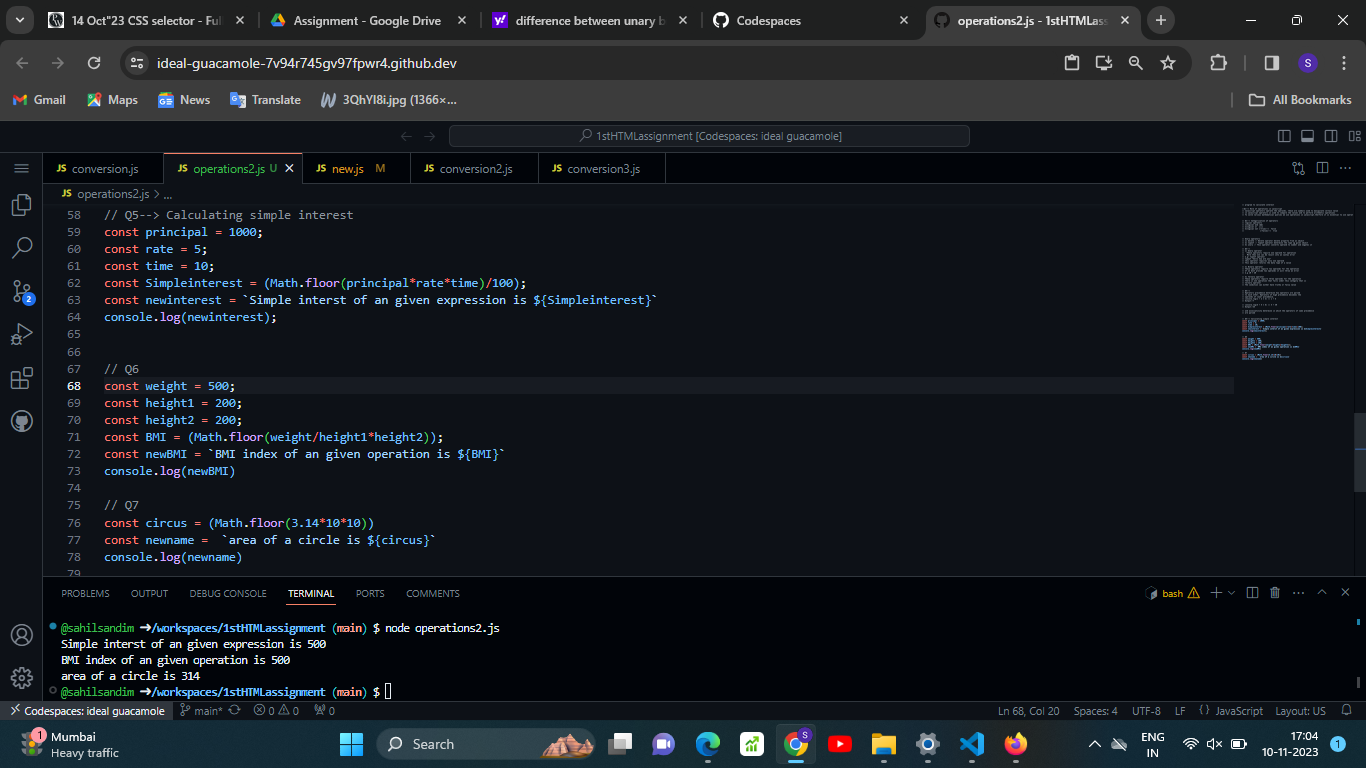 14 Oct"23 CSS selector - Ful
Assignment - Google Drive
difference between unary b
Codespaces
operations2.js - 1stHTMLass
ideal-guacamole-7v94r745gv97fpwr4.github.dev
S
Gmail
Maps
News
Translate
3QhYI8i.jpg (1366×...
All Bookmarks
1stHTMLassignment [Codespaces: ideal guacamole]
JS conversion.js
JS operations2.js U
JS new.js M
JS conversion2.js
JS conversion3.js
JS operations2.js > ...
58 // Q5--> Calculating simple interest
59 const principal = 1000;
60 const rate = 5;
61 const time = 10;
62 const Simpleinterest = (Math.floor(principal*rate*time)/100);
63 const newinterest = `Simple interst of an given expression is ${Simpleinterest}`
64 console.log(newinterest);
65
66
67 // Q6
68 const weight = 500;
69 const height1 = 200;
70 const height2 = 200;
71 const BMI = (Math.floor(weight/height1*height2));
72 const newBMI = `BMI index of an given operation is ${BMI}`
73 console.log(newBMI)
74
75 // Q7
76 const circus = (Math.floor(3.14*10*10))
77 const newname =  `area of a circle is ${circus}`
78 console.log(newname)
79
2
PROBLEMS
OUTPUT
DEBUG CONSOLE
TERMINAL
PORTS
COMMENTS
bash
@sahilsandim ➜/workspaces/1stHTMLassignment (main) $ node operations2.js
Simple interst of an given expression is 500
BMI index of an given operation is 500
area of a circle is 314
@sahilsandim ➜/workspaces/1stHTMLassignment (main) $
Codespaces: ideal guacamole
main*
0
0
0
Ln 68, Col 20
Spaces: 4
UTF-8
LF
{} JavaScript
Layout: US
1
Mumbai
Heavy traffic
Search
S
ENG
IN
17:04
10-11-2023
1